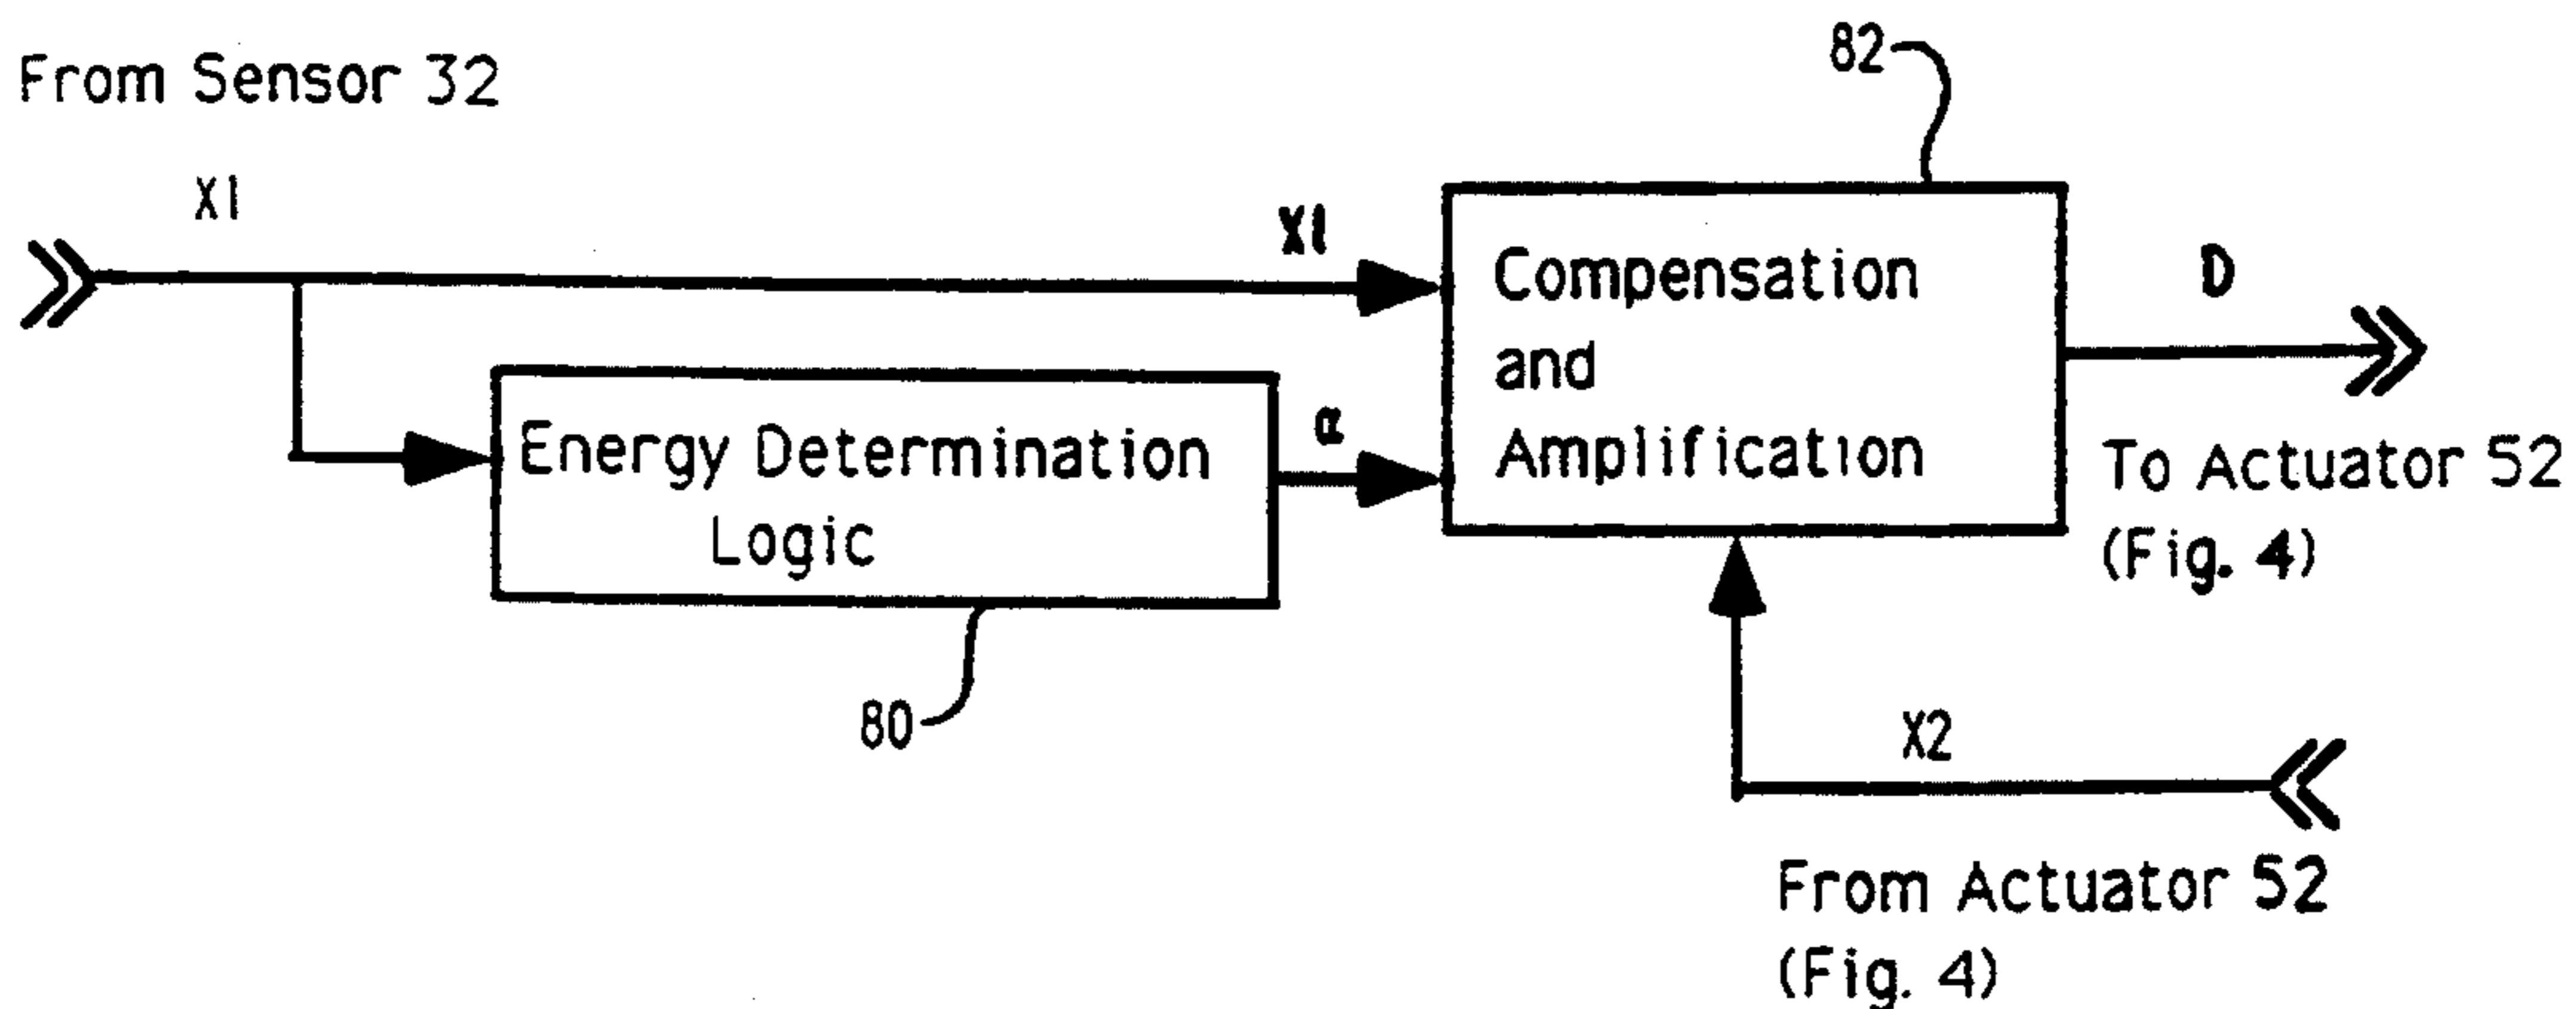 From Sensor 32
82
X1
X1
Compensation
and
Amplification
D
α
Energy Determination
Logic
To Actuator 52
(Fig. 4)
80
X2
From Actuator 52
(Fig. 4)